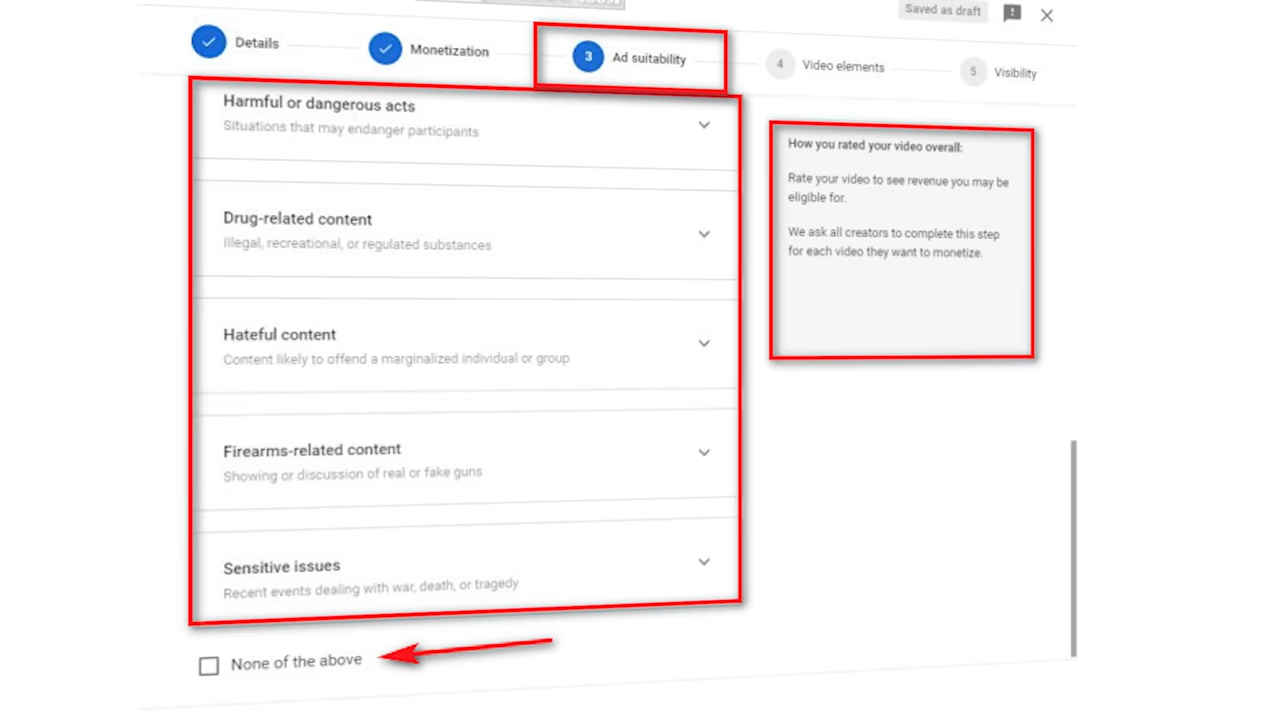 Saved as draft
Details
Monetization
3
Ad suitability
4
Video elements
5
Visibility
Harmful or dangerous acts
Situations that may endanger participants
Drug-related content
Illegal, recreational, or regulated substances
Hateful content
Content likely to offend a marginalized individual or group
Firearms-related content
Showing or discussion of real or fake guns
Sensitive issues
Recent events dealing with war, death, or tragedy
None of the above
How you rated your video overall:
Rate your video to see revenue you may be
eligible for.
We ask all creators to complete this step
for each video they want to monetize.